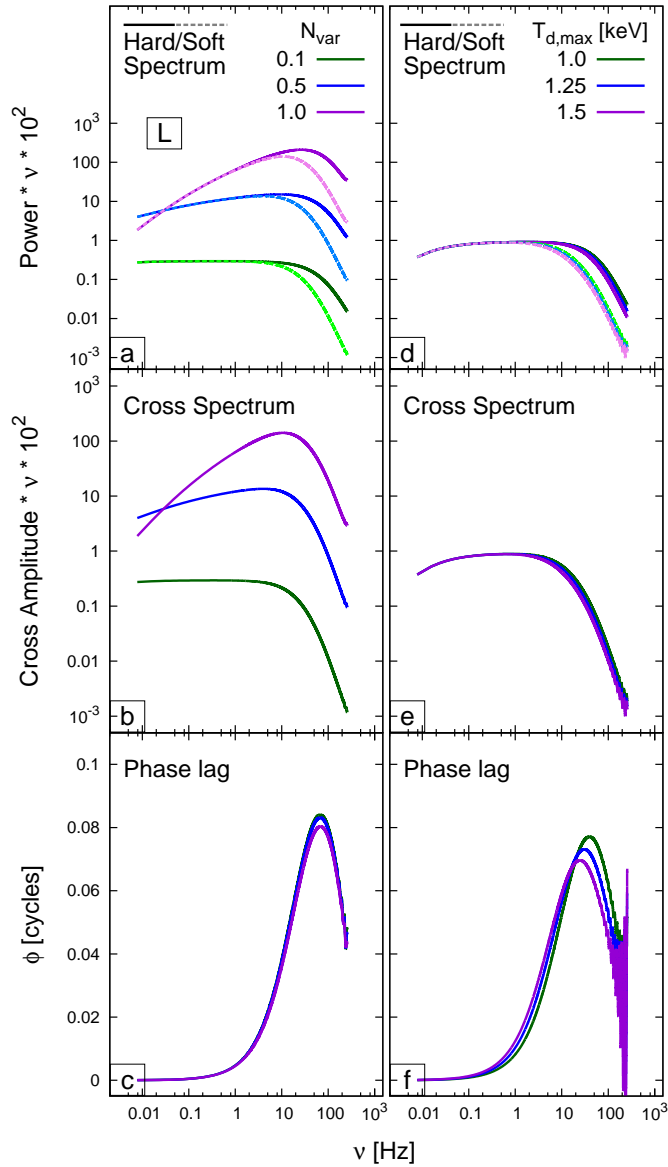 Hard/Soft
Spectrum
N_var
0.1
0.5
1.0
L
Power * ν * 10^2
10^3
100
10
1
0.1
0.01
10^-3
a
Hard/Soft
Spectrum
T_d,max [keV]
1.0
1.25
1.5
d
Cross Spectrum
Cross Amplitude * ν * 10^2
10^3
100
10
1
0.1
0.01
10^-3
b
Cross Spectrum
e
Phase lag
ϕ [cycles]
0.1
0.08
0.06
0.04
0.02
0
c
Phase lag
f
0.01 0.1 1 10 100 10^3
0.01 0.1 1 10 100 10^3
ν [Hz]